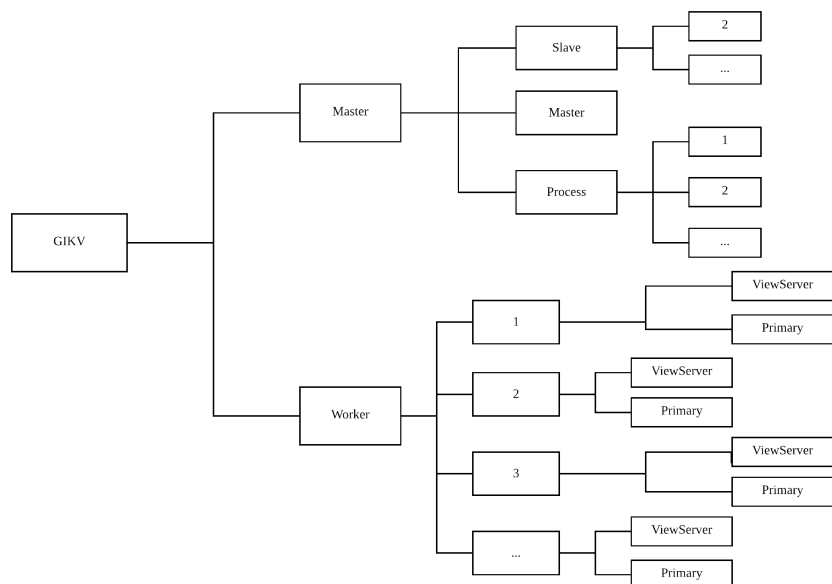 GIKV
Master
Slave
2
...
Master
Process
1
2
...
Worker
1
ViewServer
Primary
2
ViewServer
Primary
3
ViewServer
Primary
...
ViewServer
Primary